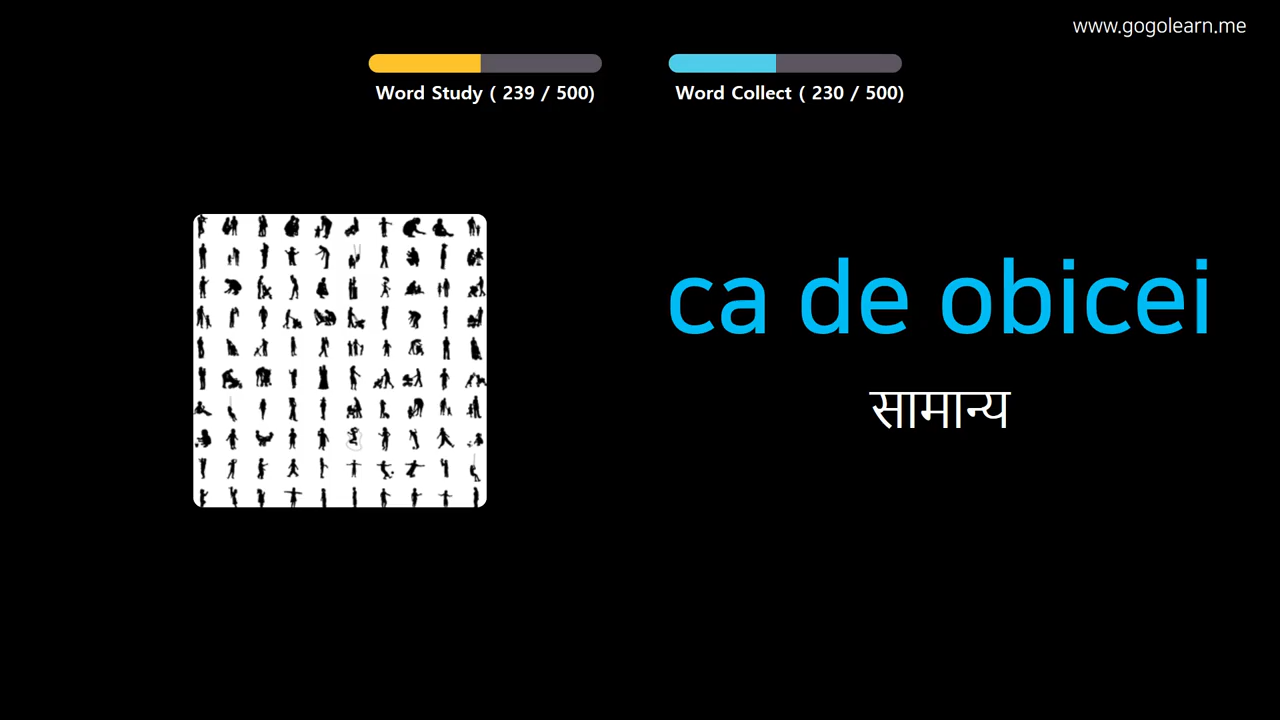 www.gogolearn.me
Word Study ( 239 / 500)
Word Collect ( 230 / 500)
ca de obicei
सामान्य